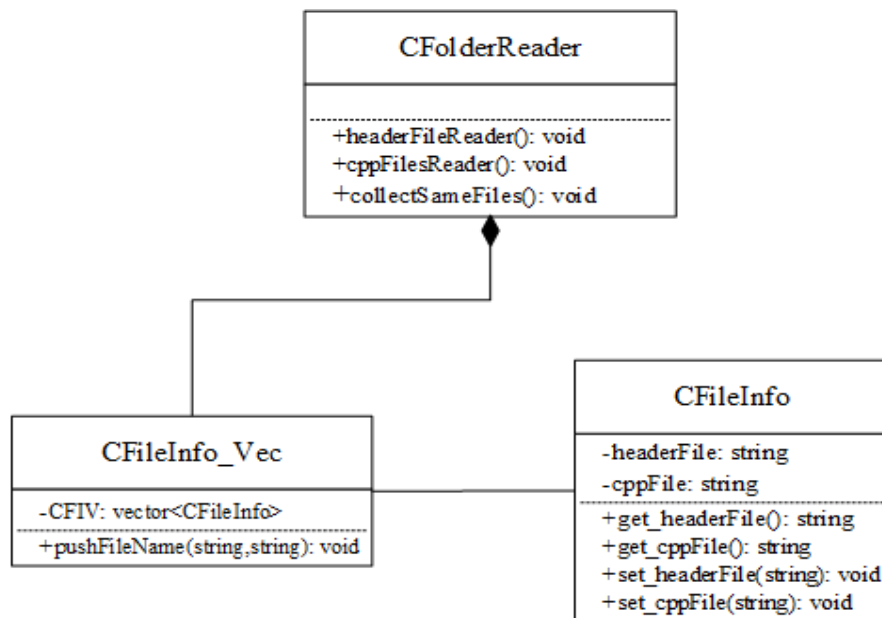 CFolderReader
+headerFileReader(): void
+cppFilesReader(): void
+collectSameFiles(): void
CFileInfo_Vec
-CFIV: vector<CFileInfo>
+pushFileName(string,string): void
CFileInfo
-headerFile: string
-cppFile: string
+get_headerFile(): string
+get_cppFile(): string
+set_headerFile(string): void
+set_cppFile(string): void